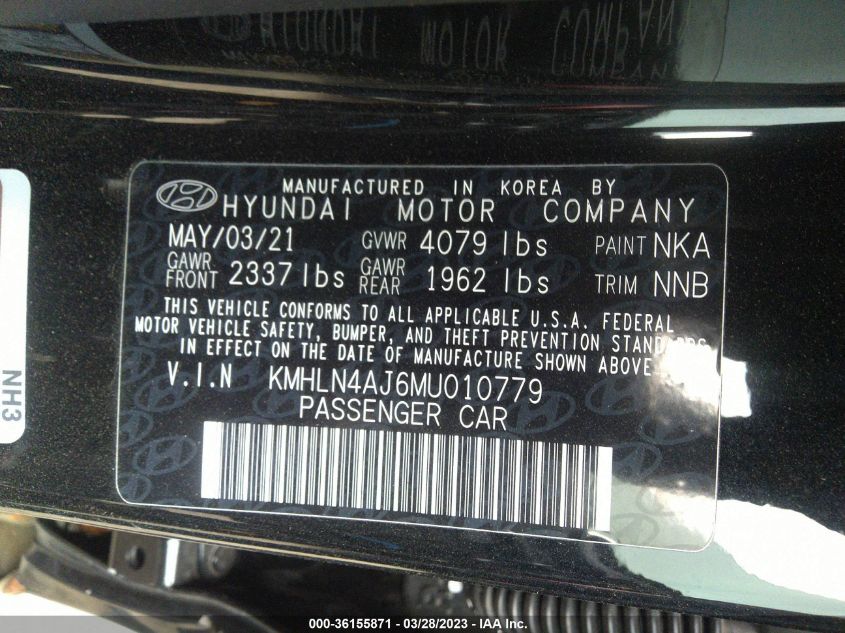 MANUFACTURED IN KOREA BY
HYUNDAI MOTOR COMPANY
MAY/03/21 GVWR 4079 lbs PAINT NKA
GAWR FRONT 2337 lbs GAWR REAR 1962 lbs TRIM NNB
THIS VEHICLE CONFORMS TO ALL APPLICABLE U.S.A. FEDERAL
MOTOR VEHICLE SAFETY, BUMPER, AND THEFT PREVENTION STANDARDS
IN EFFECT ON THE DATE OF MANUFACTURE SHOWN ABOVE.
V.I.N KMHLN4AJ6MU010779
PASSENGER CAR
NH3
000-36155871 / 03/28/2023 - IAA Inc.